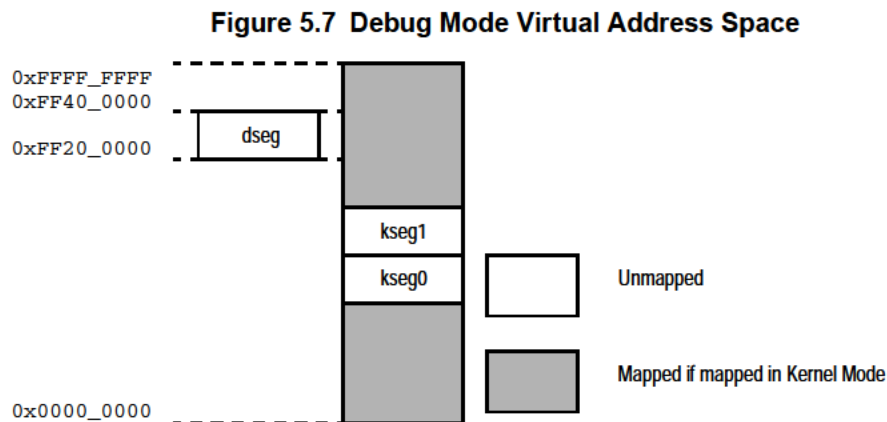 Figure 5.7 Debug Mode Virtual Address Space
0xFFFF_FFFF
0xFF40_0000
dseg
0xFF20_0000
kseg1
kseg0
Unmapped
Mapped if mapped in Kernel Mode
0x0000_0000